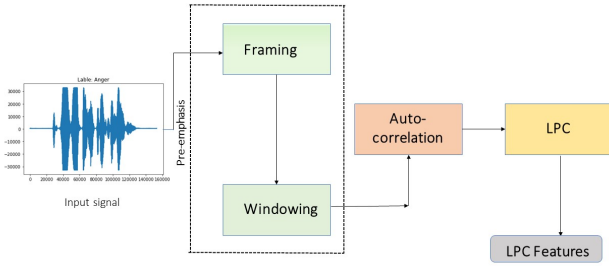 Lable: Anger
30000
20000
10000
0
−10000
−20000
−30000
0 20000 40000 60000 80000 100000 120000 140000 160000
Input signal
Pre-emphasis
Framing
Windowing
Auto-
correlation
LPC
LPC Features